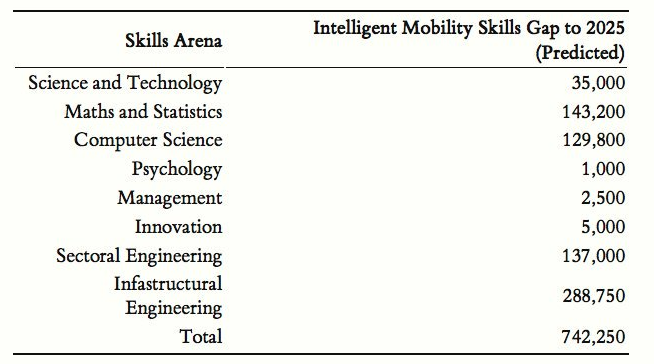 Skills Arena Intelligent Mobility Skills Gap to 2025
(Predicted)
Science and Technology 35,000
Maths and Statistics 143,200
Computer Science 129,800
Psychology 1,000
Management 2,500
Innovation 5,000
Sectoral Engineering 137,000
Infastructural
Engineering 288,750
Total 742,250